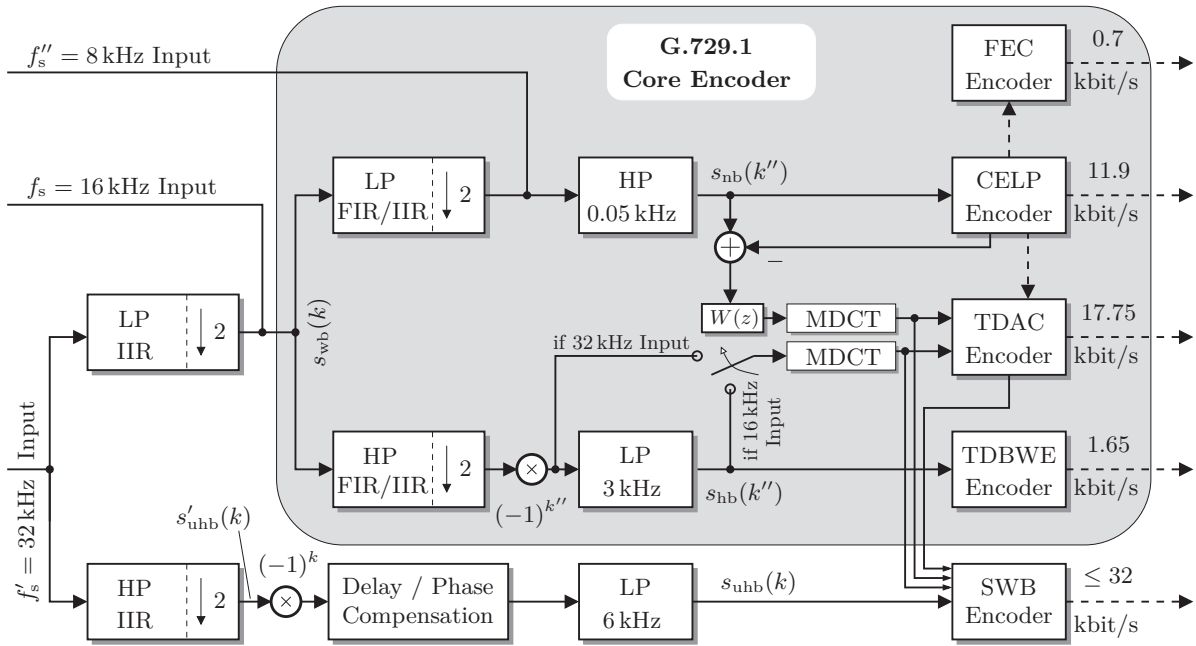 f″s = 8 kHz Input
G.729.1
Core Encoder
FEC
Encoder
0.7
kbit/s
fs = 16 kHz Input
LP
FIR/IIR
↓ 2
HP
0.05 kHz
snb(k″)
CELP
Encoder
11.9
kbit/s
+
−
LP
IIR
↓ 2
swb(k)
W(z)
MDCT
TDAC
Encoder
17.75
kbit/s
if 32 kHz Input
MDCT
if 16 kHz
Input
f′s = 32 kHz Input
HP
FIR/IIR
↓ 2
×
(−1)^k″
LP
3 kHz
shb(k″)
TDBWE
Encoder
1.65
kbit/s
s′uhb(k)
HP
IIR
↓ 2
(−1)^k
×
Delay / Phase
Compensation
LP
6 kHz
suhb(k)
SWB
Encoder
≤ 32
kbit/s